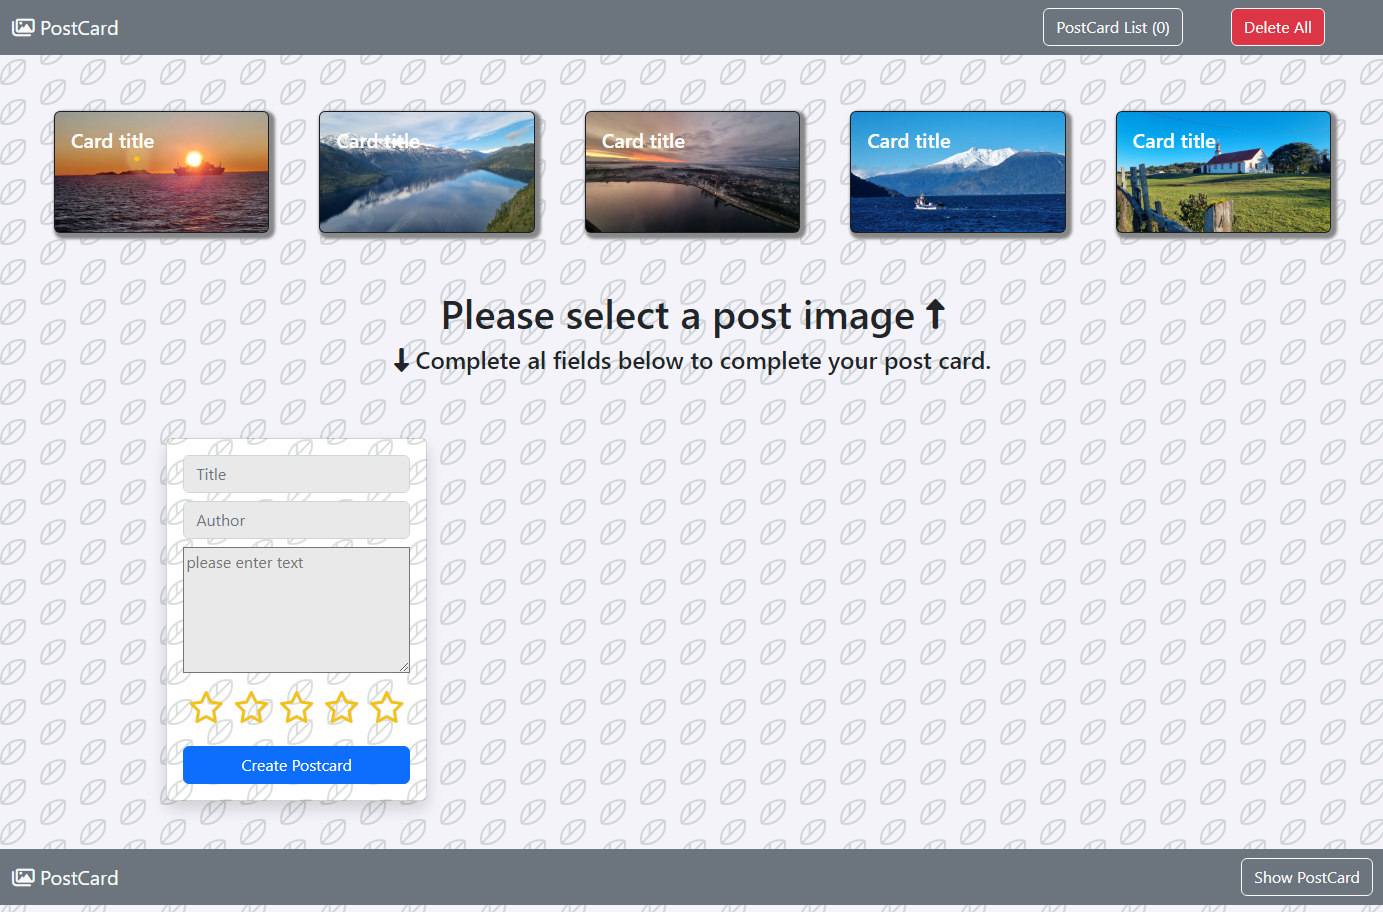 PostCard
PostCard List (0)
Delete All
Card title
Card title
Card title
Card title
Card title
Please select a post image
Complete al fields below to complete your post card.
Title
Author
please enter text
Create Postcard
PostCard
Show PostCard